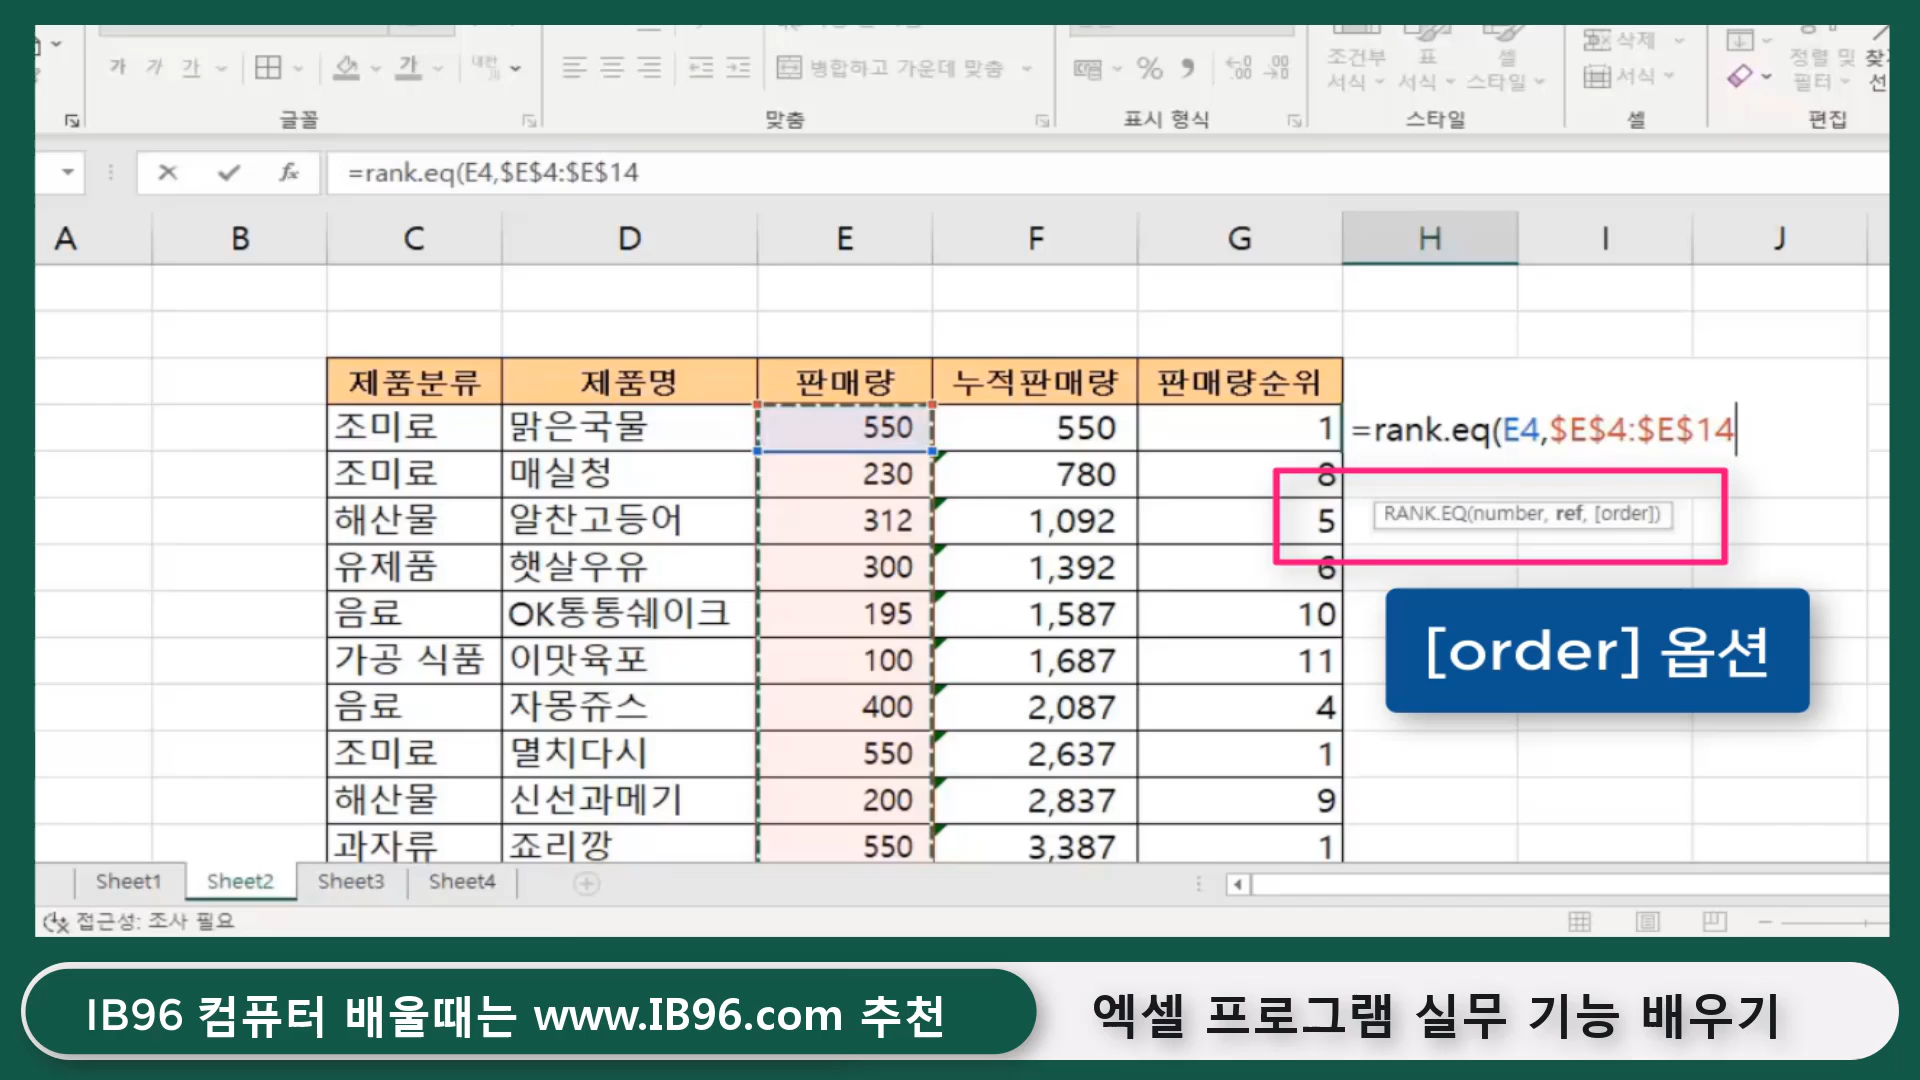 삭제
조건부 표 셀 정렬 및 찾
가 가 간 가 병합하고 가운데 맞춤 % 서식 서식 스타일 서식 필터 선
글꼴 맞춤 표시 형식 스타일 셀 편집
fx =rank.eq(E4,$E$4:$E$14
A B C D E F G H I J
제품분류 제품명 판매량 누적판매량 판매량순위
조미료 맑은국물 550 550 1 =rank.eq(E4,$E$4:$E$14
조미료 매실청 230 780 8
해산물 알찬고등어 312 1,092 5 RANK.EQ(number, ref, [order])
유제품 햇살우유 300 1,392 6
음료 OK통통쉐이크 195 1,587 10
가공 식품 이맛육포 100 1,687 11
[order] 옵션
음료 자몽쥬스 400 2,087 4
조미료 멸치다시 550 2,637 1
해산물 신선과메기 200 2,837 9
과자류 죠리깡 550 3,387 1
Sheet1 Sheet2 Sheet3 Sheet4
접근성: 조사 필요
IB96 컴퓨터 배울때는 www.IB96.com 추천
엑셀 프로그램 실무 기능 배우기